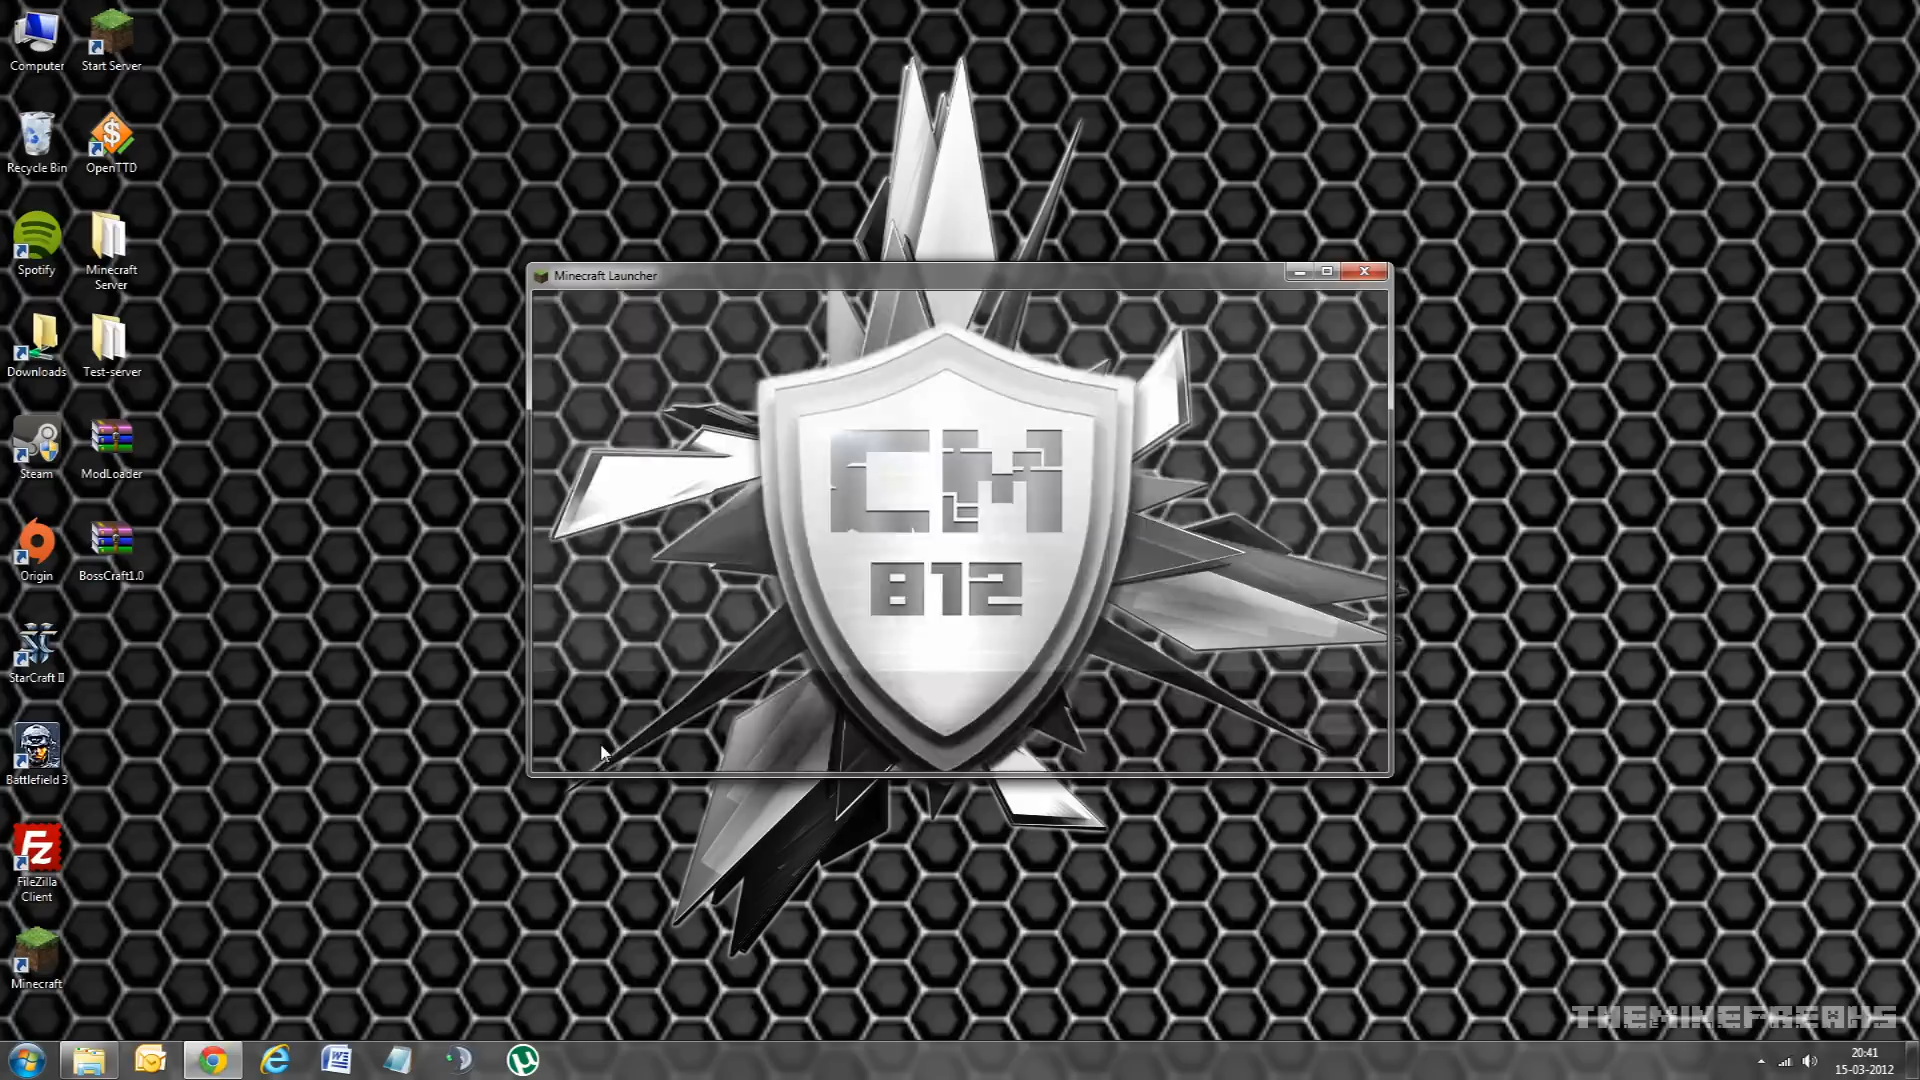 Computer
Start Server
Recycle Bin
OpenTTD
Spotify
Minecraft
Server
Downloads
Test-server
Steam
ModLoader
Origin
BossCraft1.0
StarCraft II
Battlefield 3
FileZilla
Client
Minecraft
Minecraft Launcher
CM
812
THEMIKEFREAKS
20:41
15-03-2012